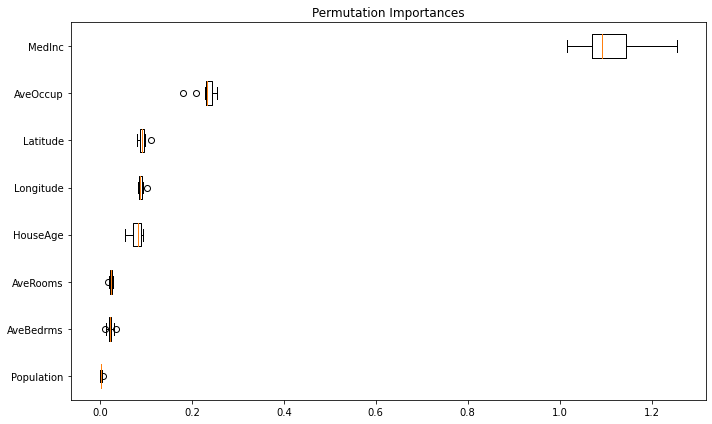 Permutation Importances
MedInc
AveOccup
Latitude
Longitude
HouseAge
AveRooms
AveBedrms
Population
0.0 0.2 0.4 0.6 0.8 1.0 1.2